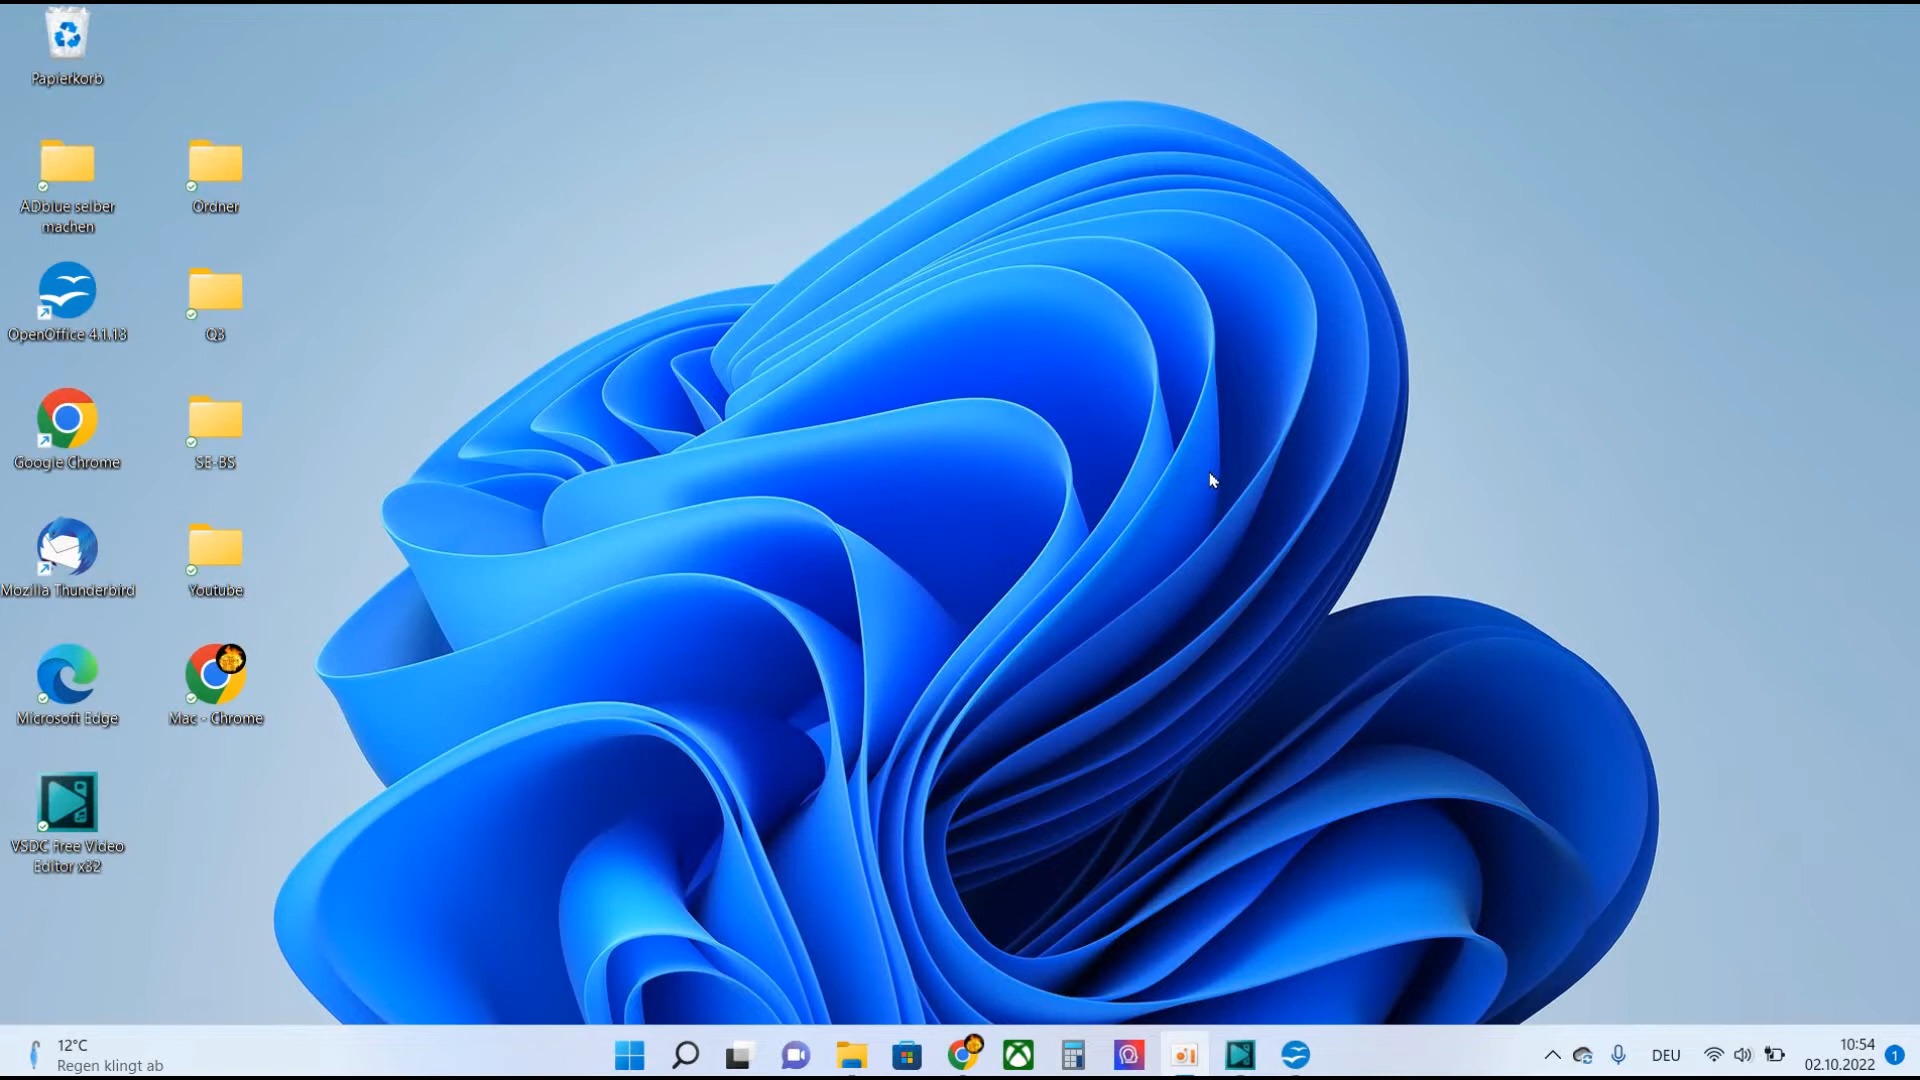 Papierkorb
ADblue selber
machen
Ordner
OpenOffice 4.1.13
Q3
Google Chrome
SE-BS
Mozilla Thunderbird
Youtube
Microsoft Edge
Mac - Chrome
VSDC Free Video
Editor x32
12°C
Regen klingt ab
DEU
10:54
02.10.2022
1